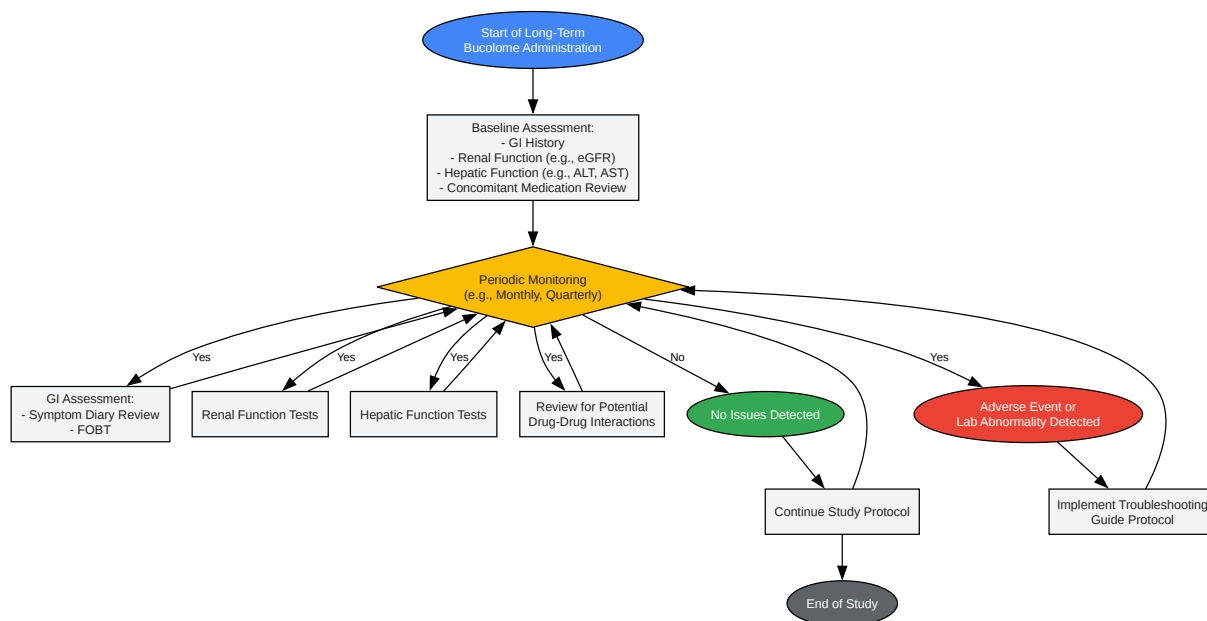 Start of Long-Term
Bucolome Administration
Baseline Assessment:
- GI History
- Renal Function (e.g., eGFR)
- Hepatic Function (e.g., ALT, AST)
- Concomitant Medication Review
Periodic Monitoring
(e.g., Monthly, Quarterly)
Yes
Yes
Yes
Yes
No
Yes
GI Assessment:
- Symptom Diary Review
- FOBT
Renal Function Tests
Hepatic Function Tests
Review for Potential
Drug-Drug Interactions
No Issues Detected
Adverse Event or
Lab Abnormality Detected
Continue Study Protocol
Implement Troubleshooting
Guide Protocol
End of Study